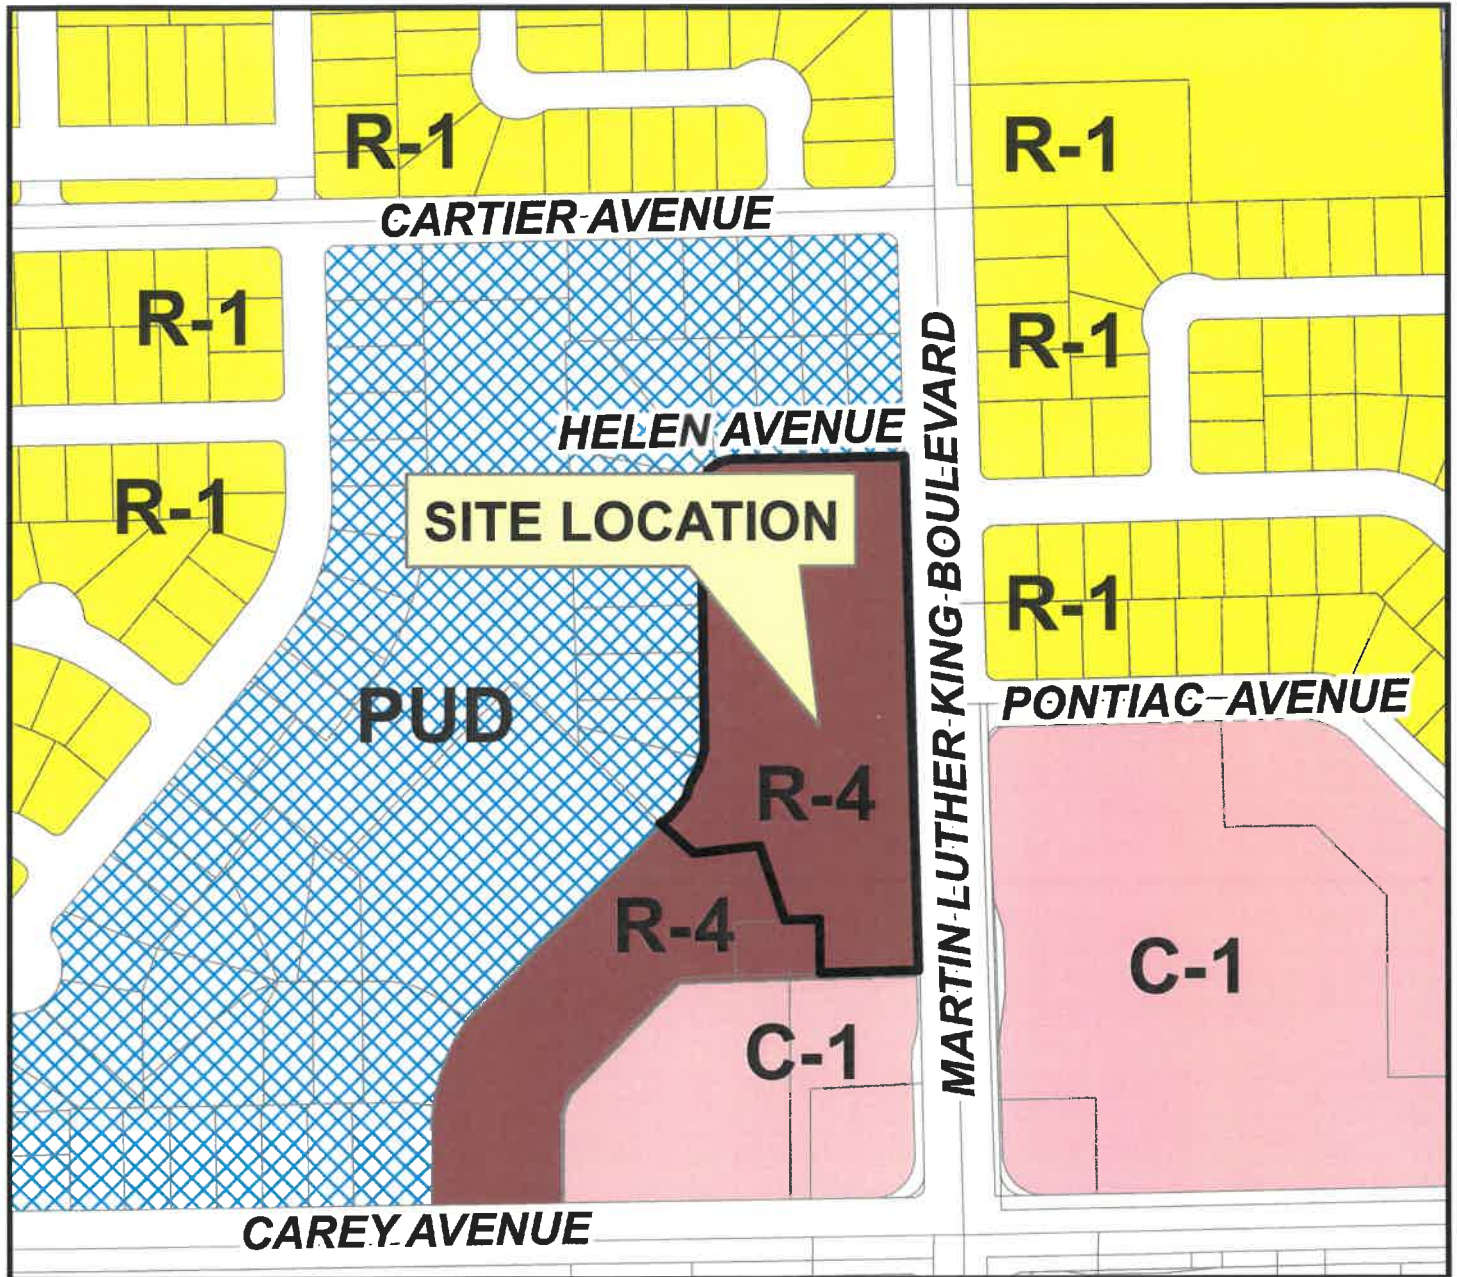 R-1
R-1
CARTIER AVENUE
R-1
R-1
HELEN AVENUE
R-1
SITE LOCATION
MARTIN LUTHER KING BOULEVARD
R-1
PUD
PONTIAC AVENUE
R-4
R-4
C-1
C-1
CAREY AVENUE